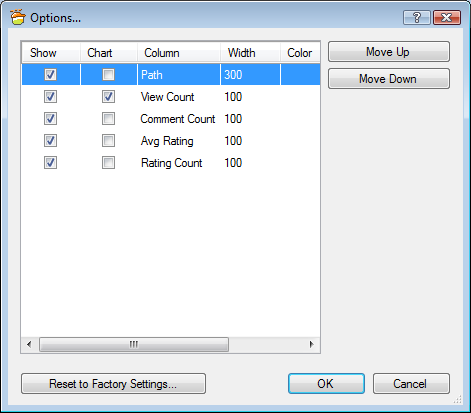 Options...
Show Chart Column Width Color
Path 300
View Count 100
Comment Count 100
Avg Rating 100
Rating Count 100
Move Up
Move Down
Reset to Factory Settings...
OK
Cancel